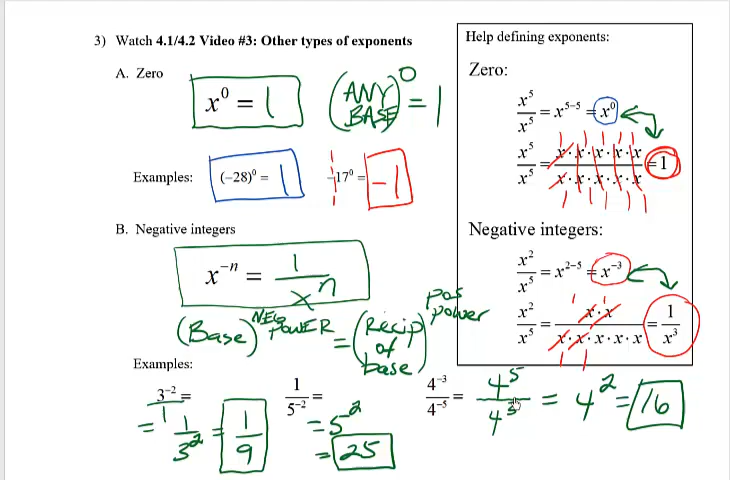 3) Watch 4.1/4.2 Video #3: Other types of exponents
A. Zero
x⁰ = 1
(ANY BASE)⁰ = 1
Examples: (−28)⁰ = 1
−17⁰ = −1
B. Negative integers
x⁻ⁿ = 1/xⁿ
(Base)^NEG POWER = (Recip of base)^pos power
Examples:
3⁻² =
= 1/3² = 1/9
1/5⁻² =
= 5²
= 25
4⁻³/4⁻⁵ = 4⁵/4³ = 4² = 16
Help defining exponents:
Zero:
x⁵/x⁵ = x⁵⁻⁵ = x⁰
x⁵/x⁵ = x·x·x·x·x/x·x·x·x·x = 1
Negative integers:
x²/x⁵ = x²⁻⁵ = x⁻³
x²/x⁵ = x·x/x·x·x·x·x = 1/x³